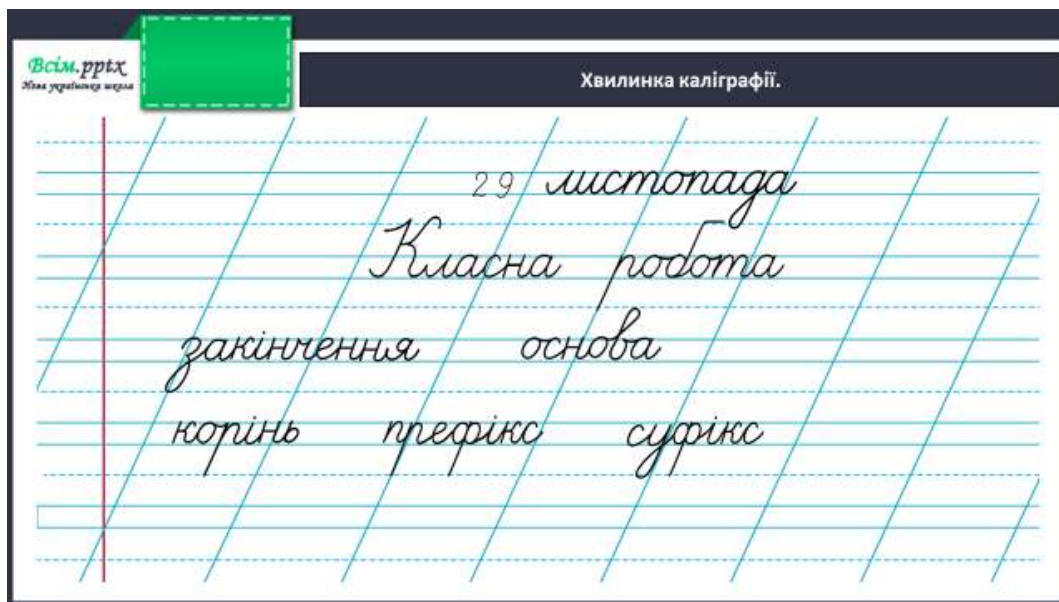 Всім.pptx
Нова українська школа
Хвилинка каліграфії.
29 листопада
Класна робота
закінчення основа
корінь префікс суфікс